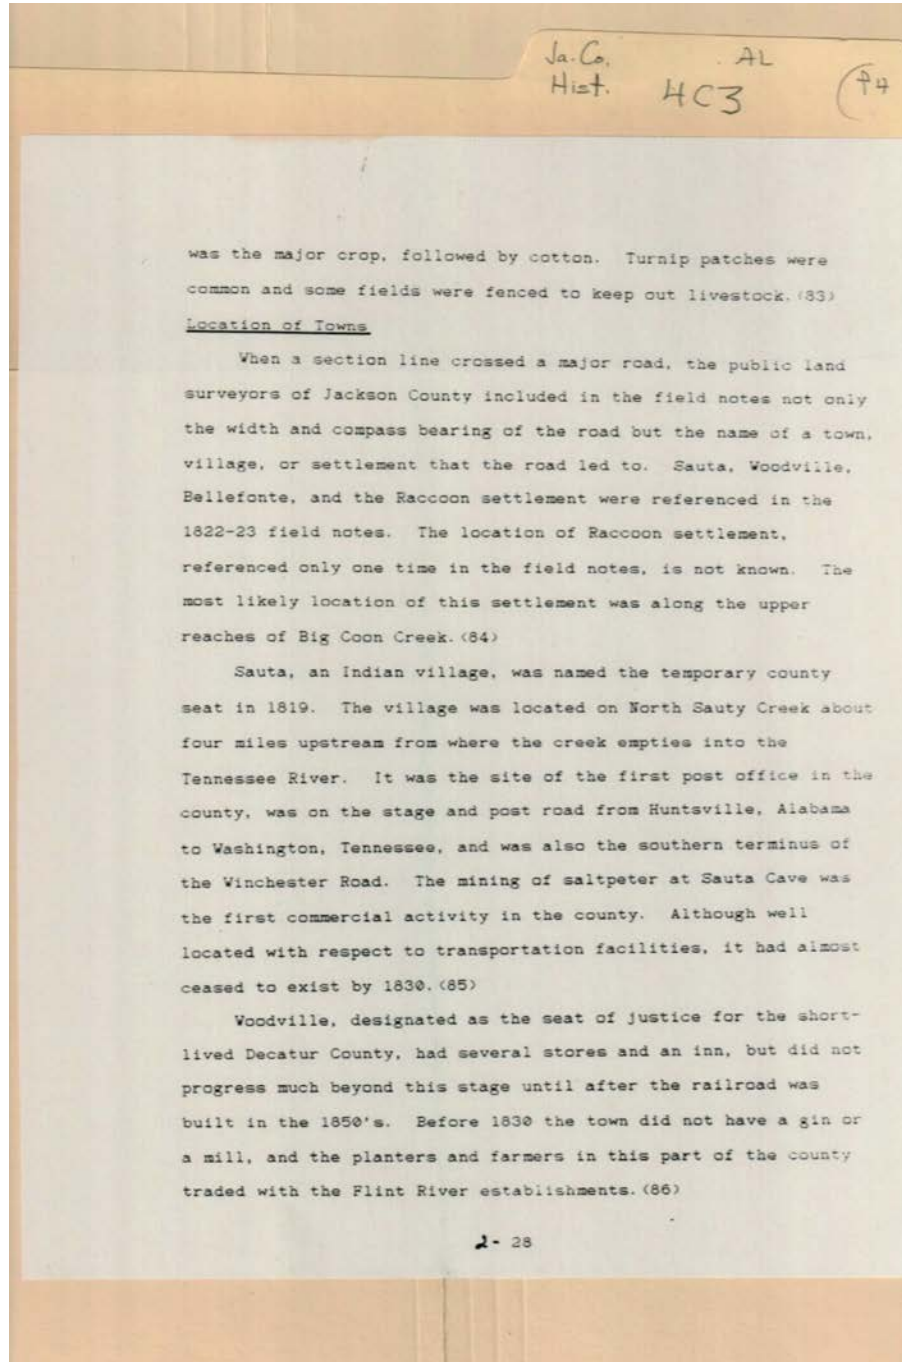 Ja. Co. AL
Hist. 4C3 (P4
was the major crop, followed by cotton. Turnip patches were
common and some fields were fenced to keep out livestock.(83)
Location of Towns
When a section line crossed a major road, the public land
surveyors of Jackson County included in the field notes not only
the width and compass bearing of the road but the name of a town,
village, or settlement that the road led to. Sauta, Woodville,
Bellefonte, and the Raccoon settlement were referenced in the
1822-23 field notes. The location of Raccoon settlement,
referenced only one time in the field notes, is not known. The
most likely location of this settlement was along the upper
reaches of Big Coon Creek.(84)
Sauta, an Indian village, was named the temporary county
seat in 1819. The village was located on North Sauty Creek about
four miles upstream from where the creek empties into the
Tennessee River. It was the site of the first post office in the
county, was on the stage and post road from Huntsville, Alabama
to Washington, Tennessee, and was also the southern terminus of
the Winchester Road. The mining of saltpeter at Sauta Cave was
the first commercial activity in the county. Although well
located with respect to transportation facilities, it had almost
ceased to exist by 1830.(85)
Woodville, designated as the seat of justice for the short-
lived Decatur County, had several stores and an inn, but did not
progress much beyond this stage until after the railroad was
built in the 1850's. Before 1830 the town did not have a gin or
a mill, and the planters and farmers in this part of the county
traded with the Flint River establishments.(86)
2- 28